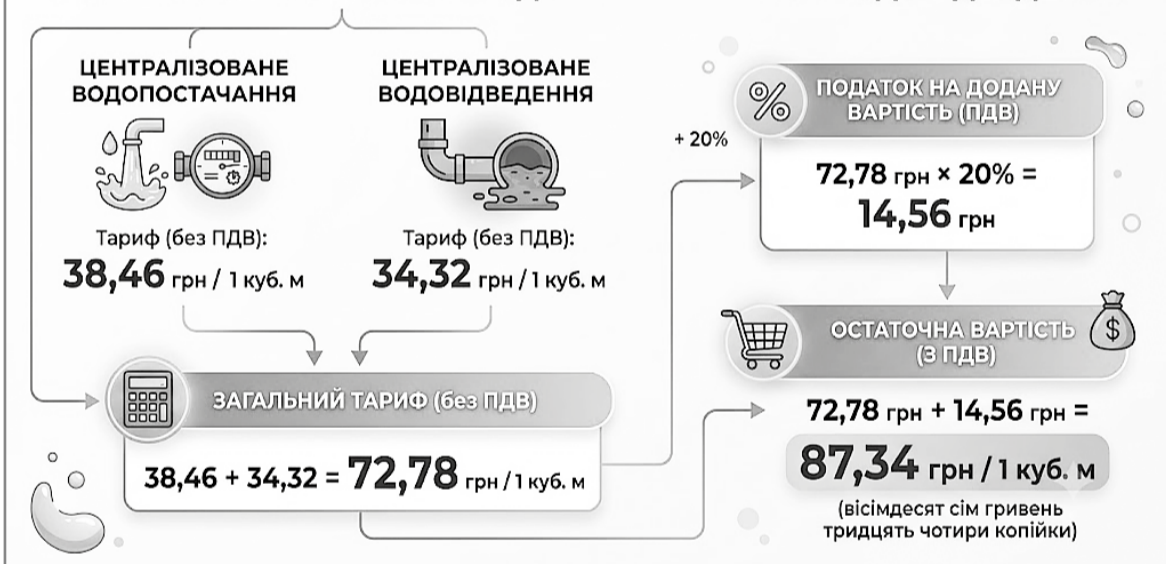 ЦЕНТРАЛІЗОВАНЕ
ВОДОПОСТАЧАННЯ
Тариф (без ПДВ):
38,46 грн / 1 куб. м
ЦЕНТРАЛІЗОВАНЕ
ВОДОВІДВЕДЕННЯ
Тариф (без ПДВ):
34,32 грн / 1 куб. м
ЗАГАЛЬНИЙ ТАРИФ (без ПДВ)
38,46 + 34,32 = 72,78 грн / 1 куб. м
+ 20%
%
ПОДАТОК НА ДОДАНУ
ВАРТІСТЬ (ПДВ)
72,78 грн × 20% =
14,56 грн
ОСТАТОЧНА ВАРТІСТЬ
(З ПДВ)
$
72,78 грн + 14,56 грн =
87,34 грн / 1 куб. м
(вісімдесят сім гривень
тридцять чотири копійки)